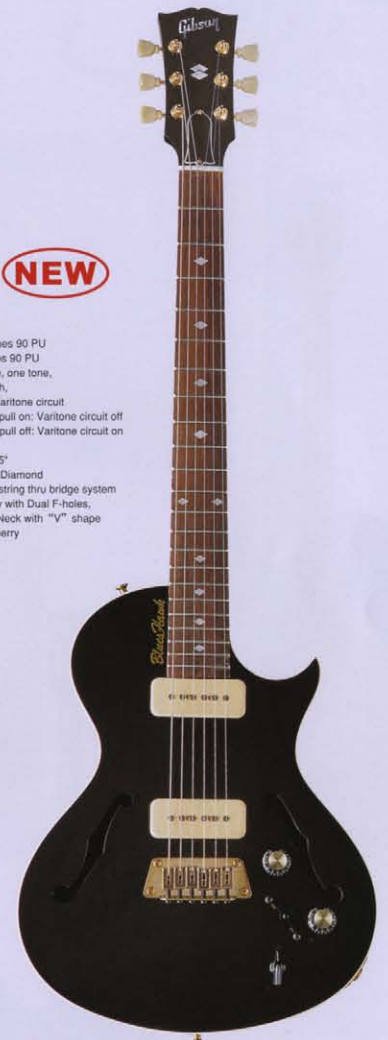 Gibson
NEW
es 90 PU
s 90 PU
, one tone,
h,
aritone circuit
pull on: Varitone circuit off
pull off: Varitone circuit on
5"
Diamond
string thru bridge system
with Dual F-holes,
Neck with "V" shape
erry
BluesHawk